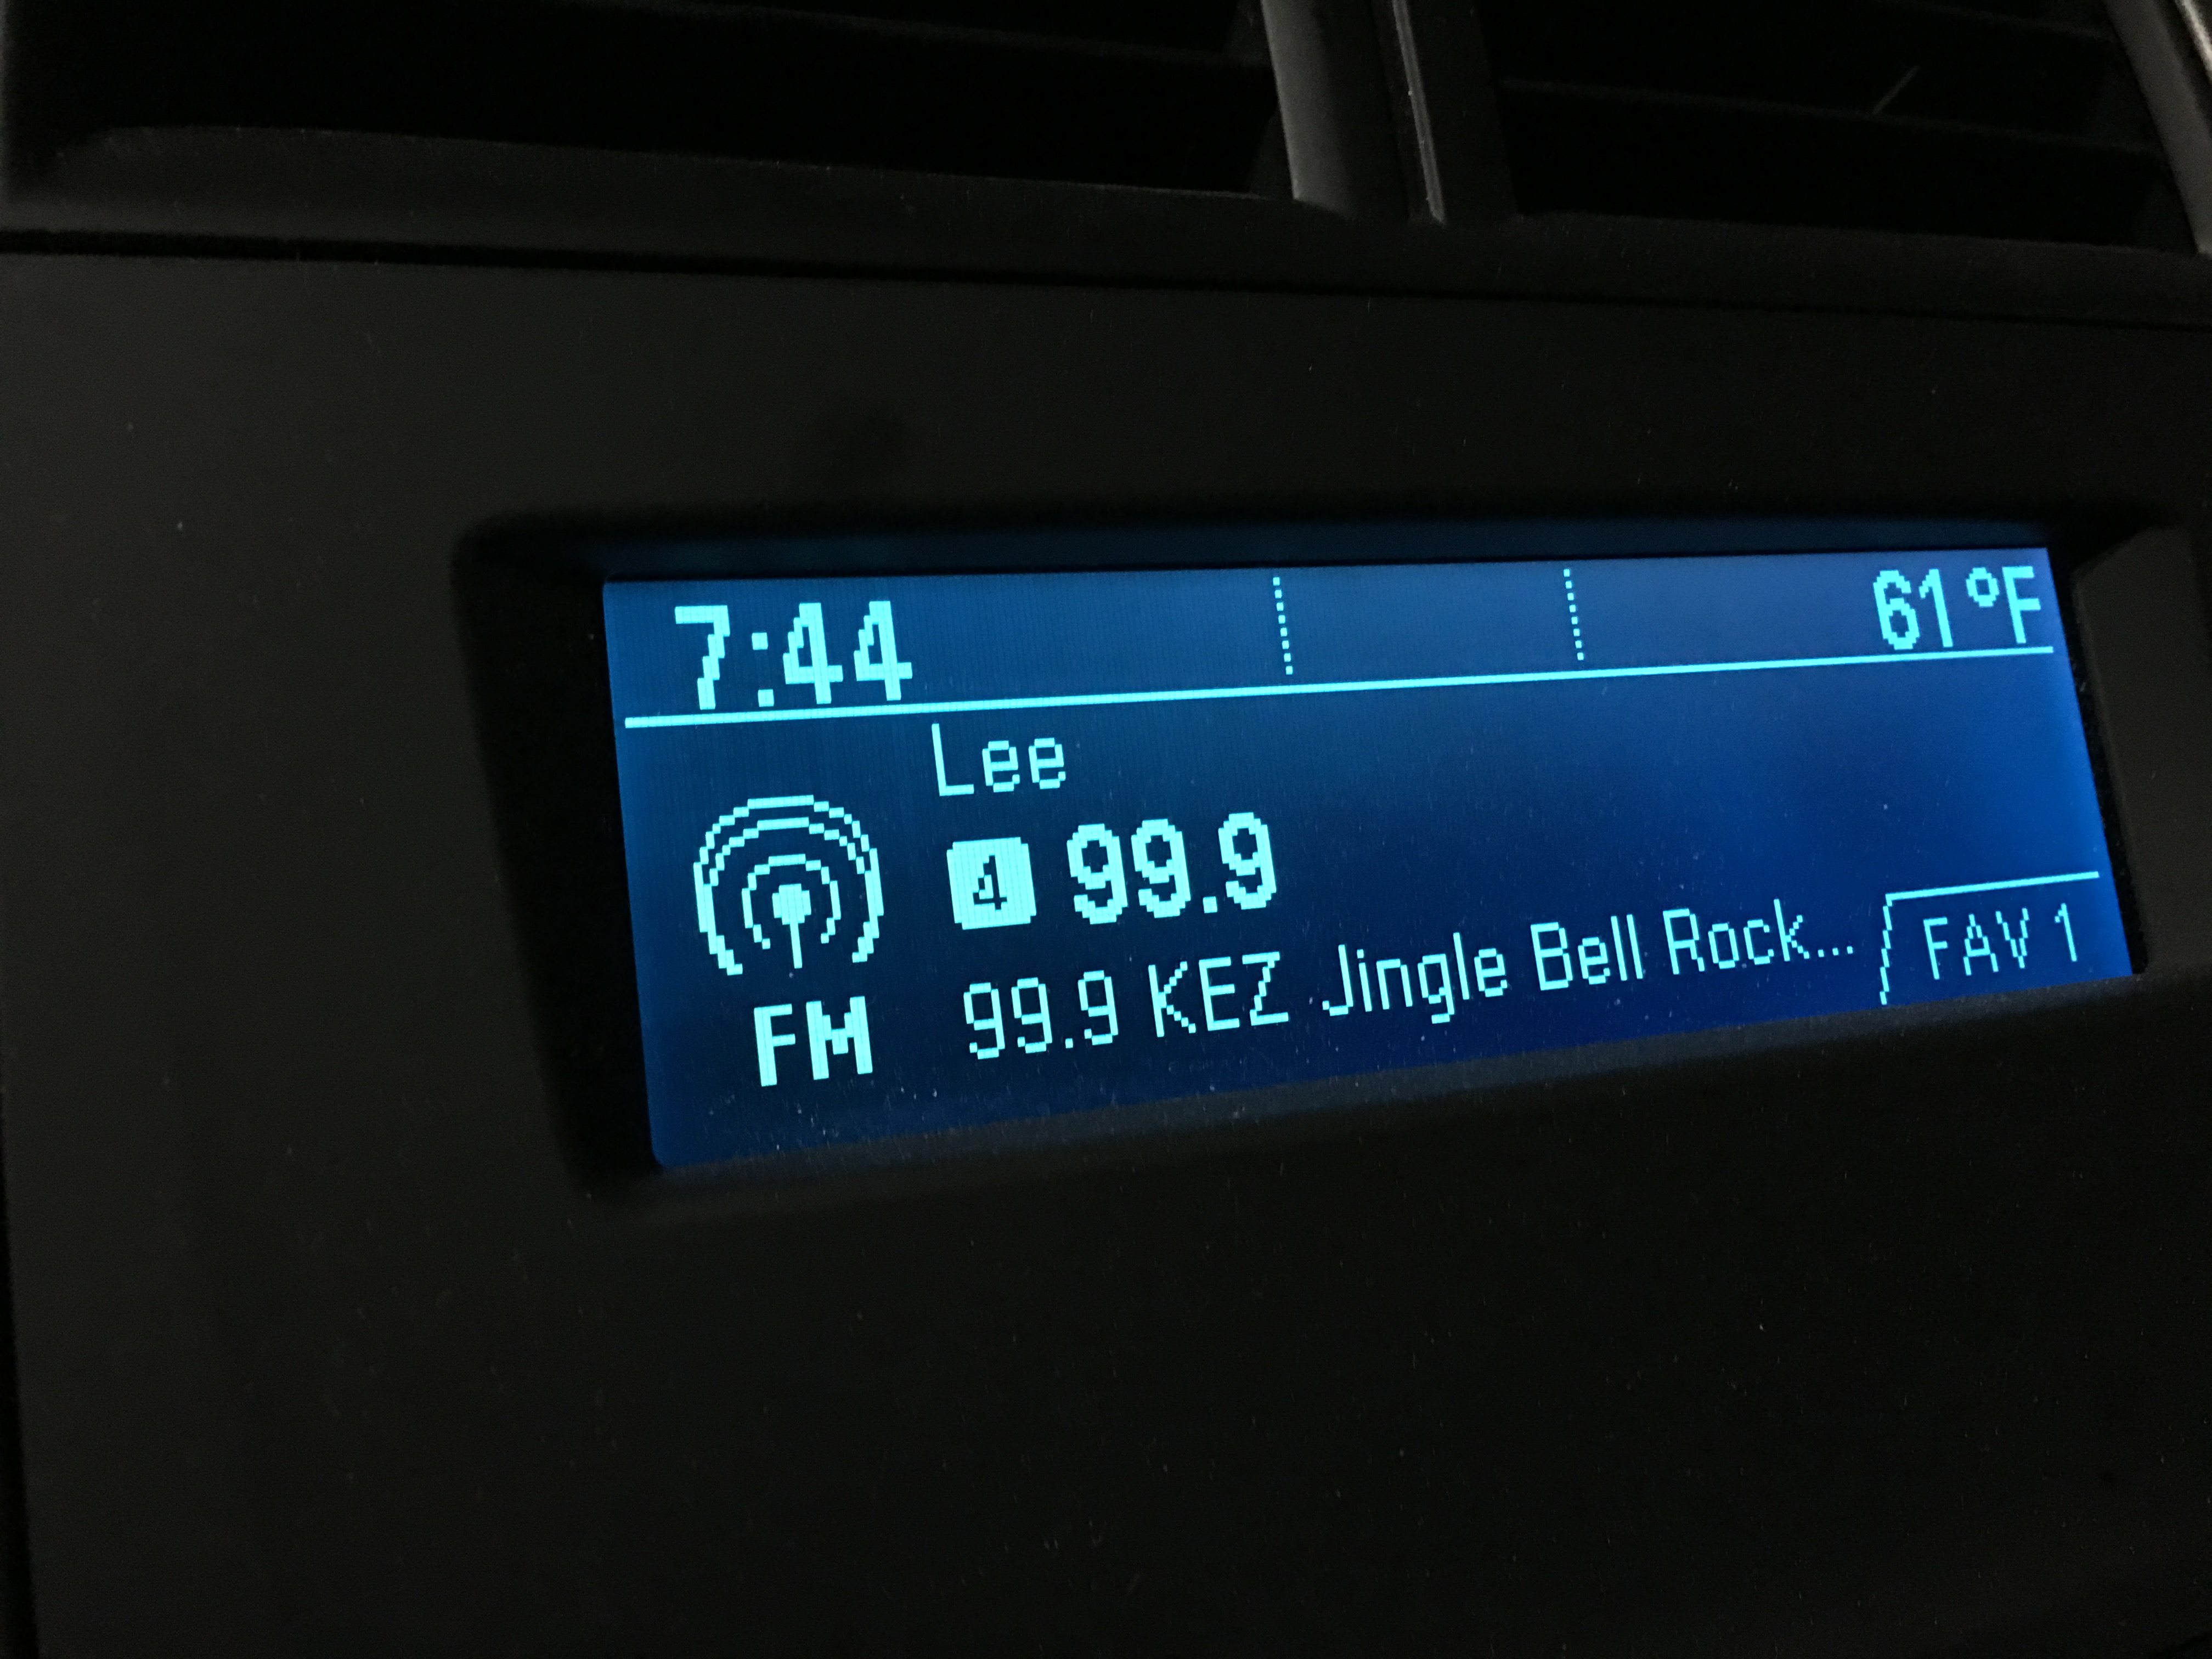 7:44 61°F
Lee
4 99.9
99.9 KEZ Jingle Bell Rock...
FAV 1
FM